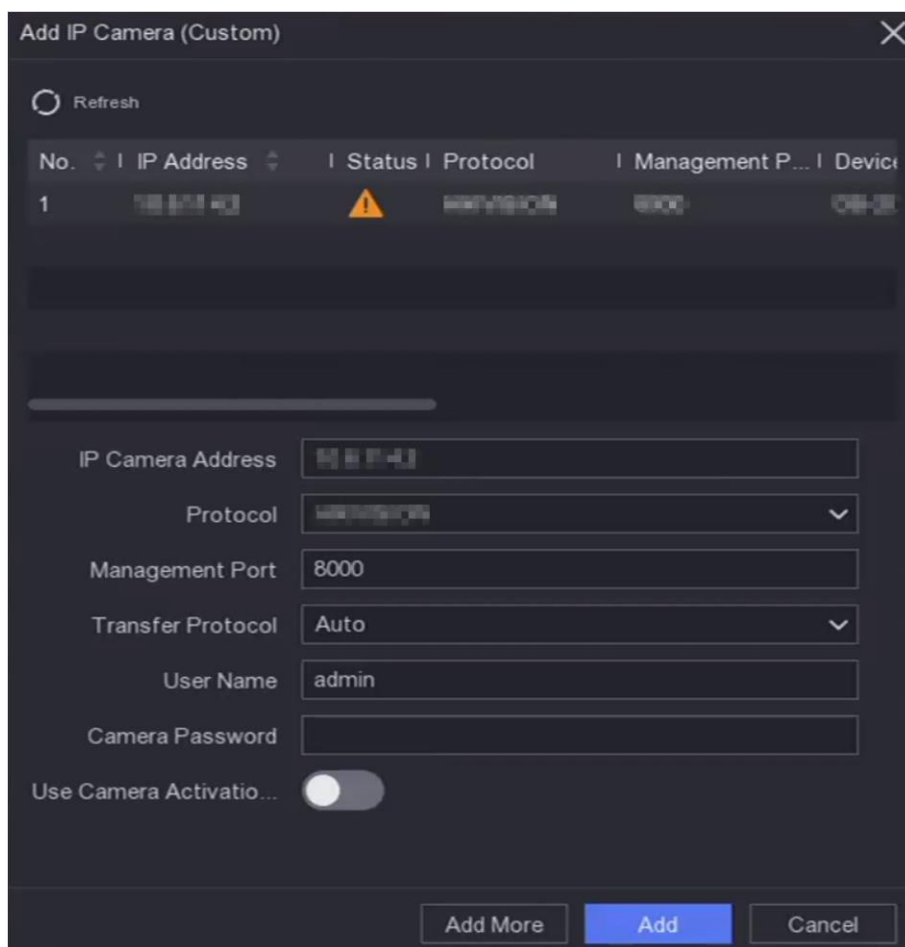 Add IP Camera (Custom)
Refresh
No. IP Address Status Protocol Management P... Device
1
IP Camera Address
Protocol
Management Port 8000
Transfer Protocol Auto
User Name admin
Camera Password
Use Camera Activatio...
Add More Add Cancel